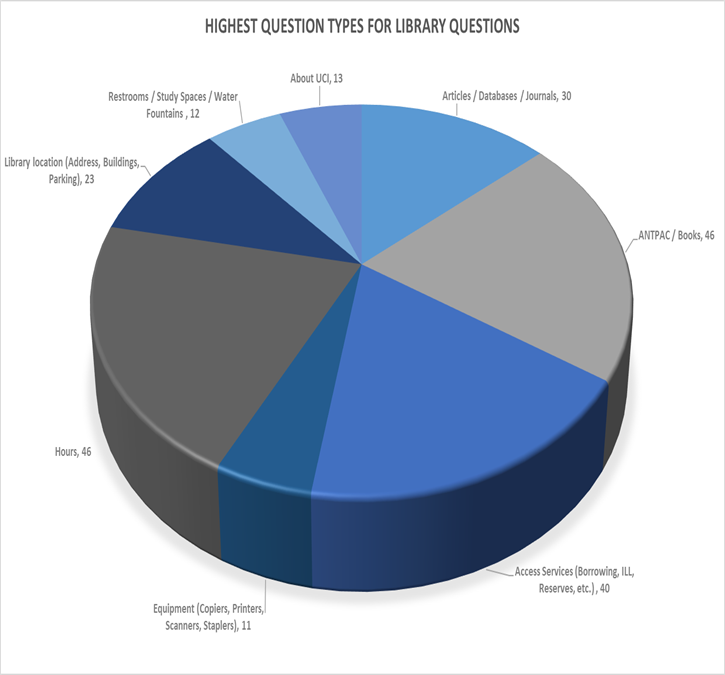 HIGHEST QUESTION TYPES FOR LIBRARY QUESTIONS
About UCI, 13
Restrooms / Study Spaces / Water
Fountains , 12
Articles / Databases / Journals, 30
Library location (Address, Buildings,
Parking), 23
ANTPAC / Books, 46
Hours, 46
Access Services (Borrowing, ILL,
Reserves, etc.) , 40
Equipment (Copiers, Printers,
Scanners, Staplers), 11